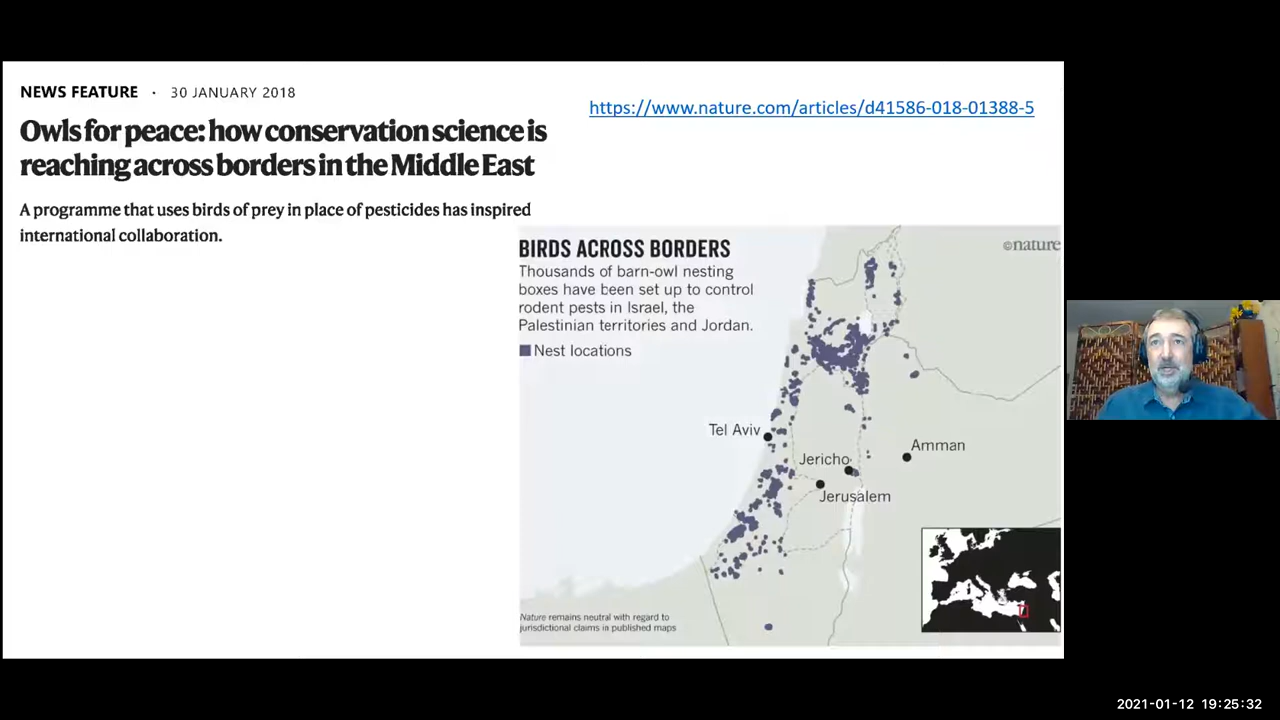 NEWS FEATURE · 30 JANUARY 2018
https://www.nature.com/articles/d41586-018-01388-5
Owls for peace: how conservation science is
reaching across borders in the Middle East
A programme that uses birds of prey in place of pesticides has inspired
international collaboration.
BIRDS ACROSS BORDERS
©nature
Thousands of barn-owl nesting
boxes have been set up to control
rodent pests in Israel, the
Palestinian territories and Jordan.
Nest locations
Tel Aviv
Amman
Jericho
Jerusalem
Nature remains neutral with regard to
jurisdictional claims in published maps
2021-01-12 19:25:32